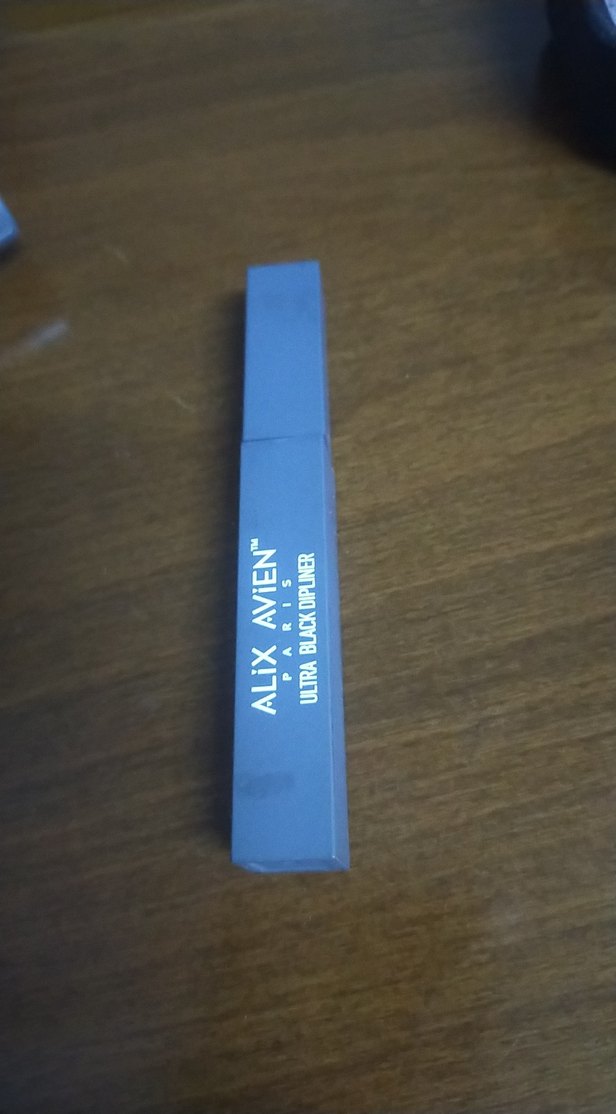 ALiX AViEN™
PARIS
ULTRA BLACK DIPLINER